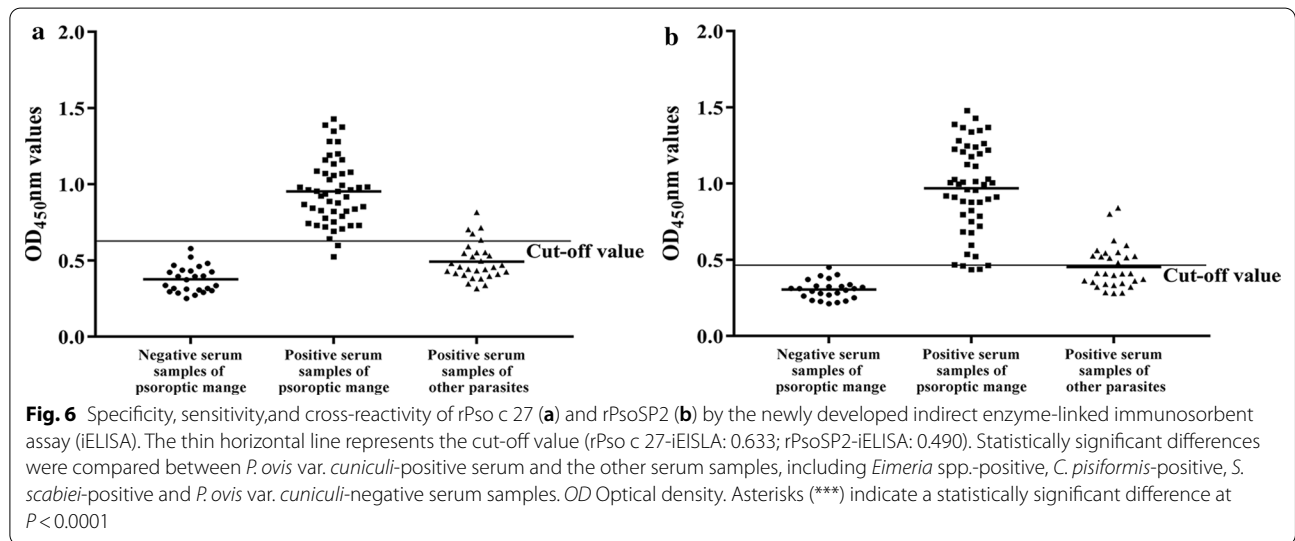 a
b
2.0
1.5
1.0
0.5
0.0
OD450nm values
Cut-off value
Negative serum
samples of
psoroptic mange
Positive serum
samples of
psoroptic mange
Positive serum
samples of
other parasites
2.0
1.5
1.0
0.5
0.0
OD450nm values
Cut-off value
Negative serum
samples of
psoroptic mange
Positive serum
samples of
psoroptic mange
Positive serum
samples of
other parasites
Fig. 6 Specificity, sensitivity,and cross-reactivity of rPso c 27 (a) and rPsoSP2 (b) by the newly developed indirect enzyme-linked immunosorbent
assay (iELISA). The thin horizontal line represents the cut-off value (rPso c 27-iEISLA: 0.633; rPsoSP2-iELISA: 0.490). Statistically significant differences
were compared between P. ovis var. cuniculi-positive serum and the other serum samples, including Eimeria spp.-positive, C. pisiformis-positive, S.
scabiei-positive and P. ovis var. cuniculi-negative serum samples. OD Optical density. Asterisks (***) indicate a statistically significant difference at
P < 0.0001